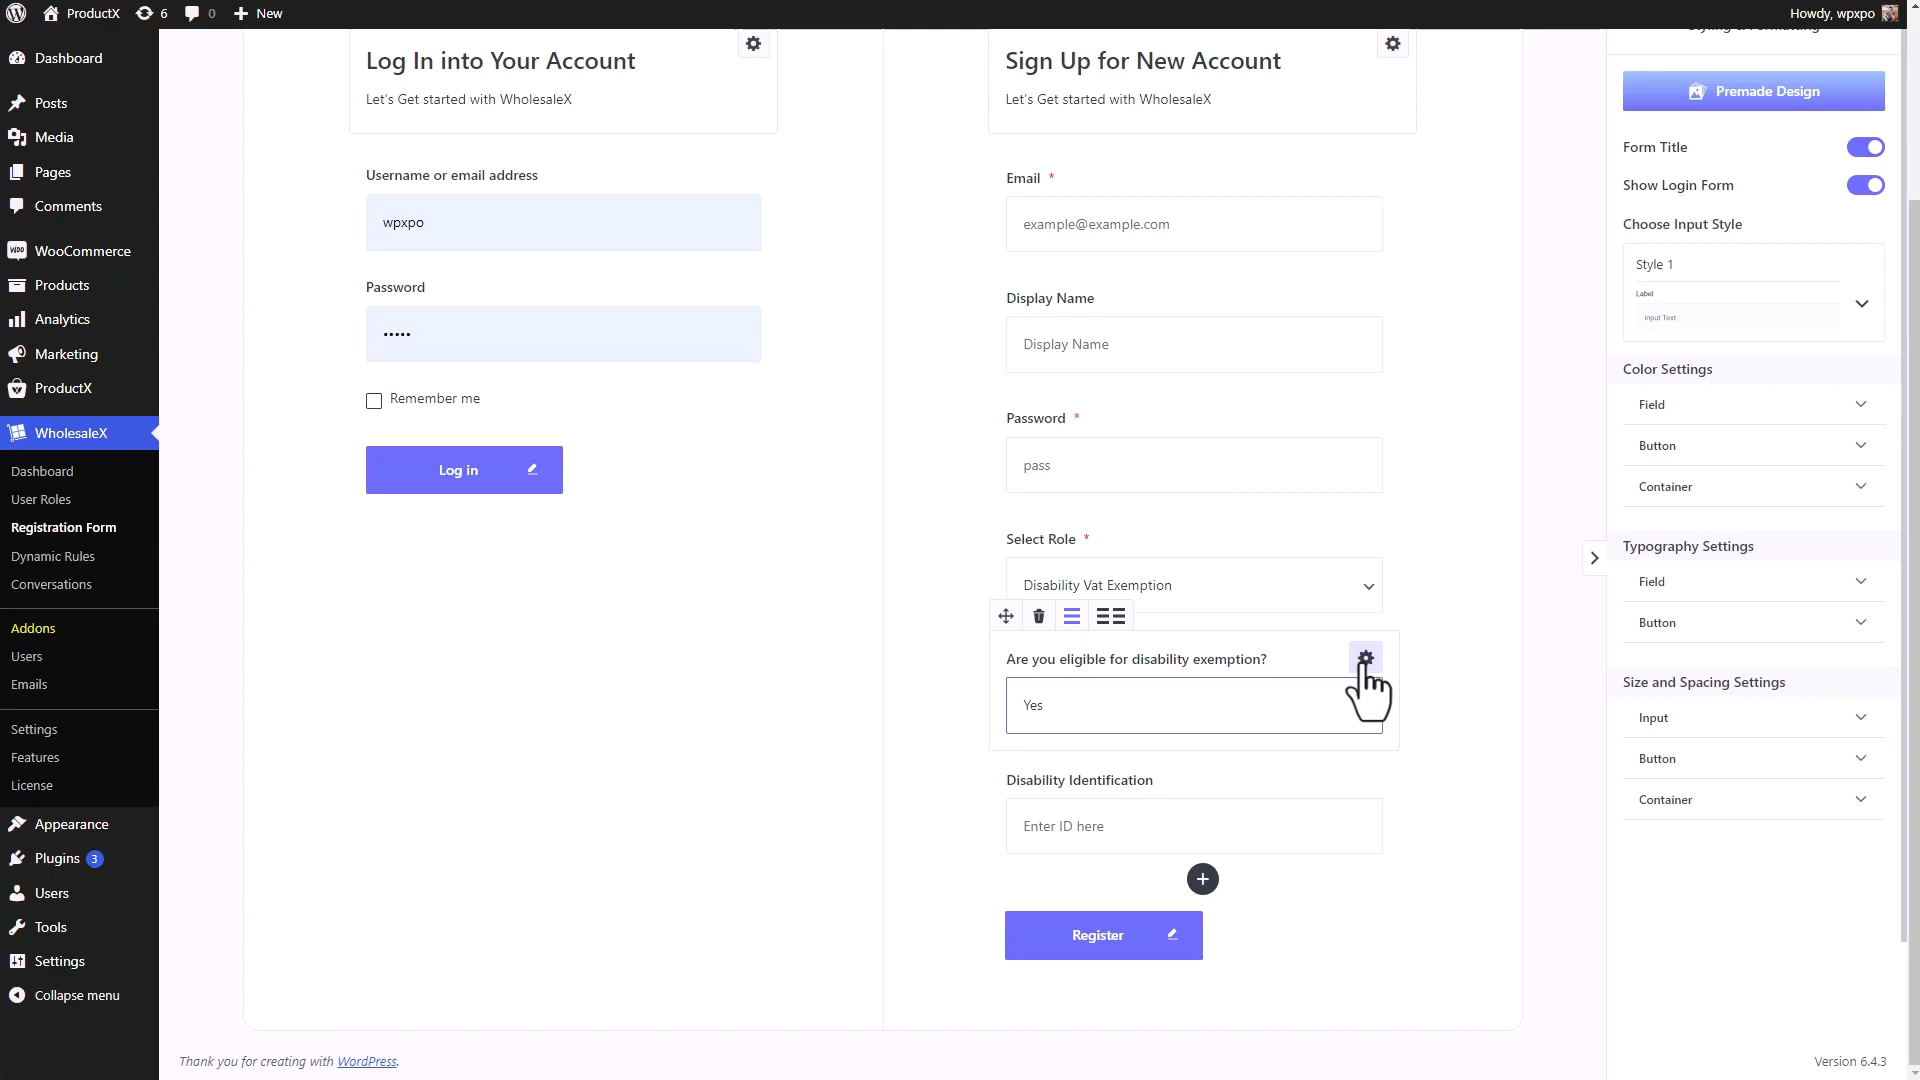 ProductX
6
0
New
Howdy, wpxpo
Dashboard
Posts
Media
Pages
Comments
WooCommerce
Products
Analytics
Marketing
ProductX
WholesaleX
Dashboard
User Roles
Registration Form
Dynamic Rules
Conversations
Addons
Users
Emails
Settings
Features
License
Appearance
Plugins 3
Users
Tools
Settings
Collapse menu
Log In into Your Account
Let's Get started with WholesaleX
Username or email address
wpxpo
Password
•••••
Remember me
Log in
Sign Up for New Account
Let's Get started with WholesaleX
Email *
example@example.com
Display Name
Display Name
Password *
pass
Select Role *
Disability Vat Exemption
Are you eligible for disability exemption?
Yes
Disability Identification
Enter ID here
Register
Styling & Formatting
Premade Design
Form Title
Show Login Form
Choose Input Style
Style 1
Label
Input Text
Color Settings
Field
Button
Container
Typography Settings
Field
Button
Size and Spacing Settings
Input
Button
Container
Thank you for creating with WordPress.
Version 6.4.3